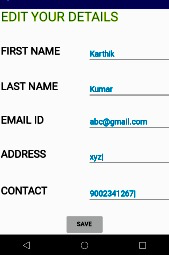 EDIT YOUR DETAILS
FIRST NAME Karthik
LAST NAME Kumar
EMAIL ID abc@gmail.com
ADDRESS xyz
CONTACT 9002341267
SAVE